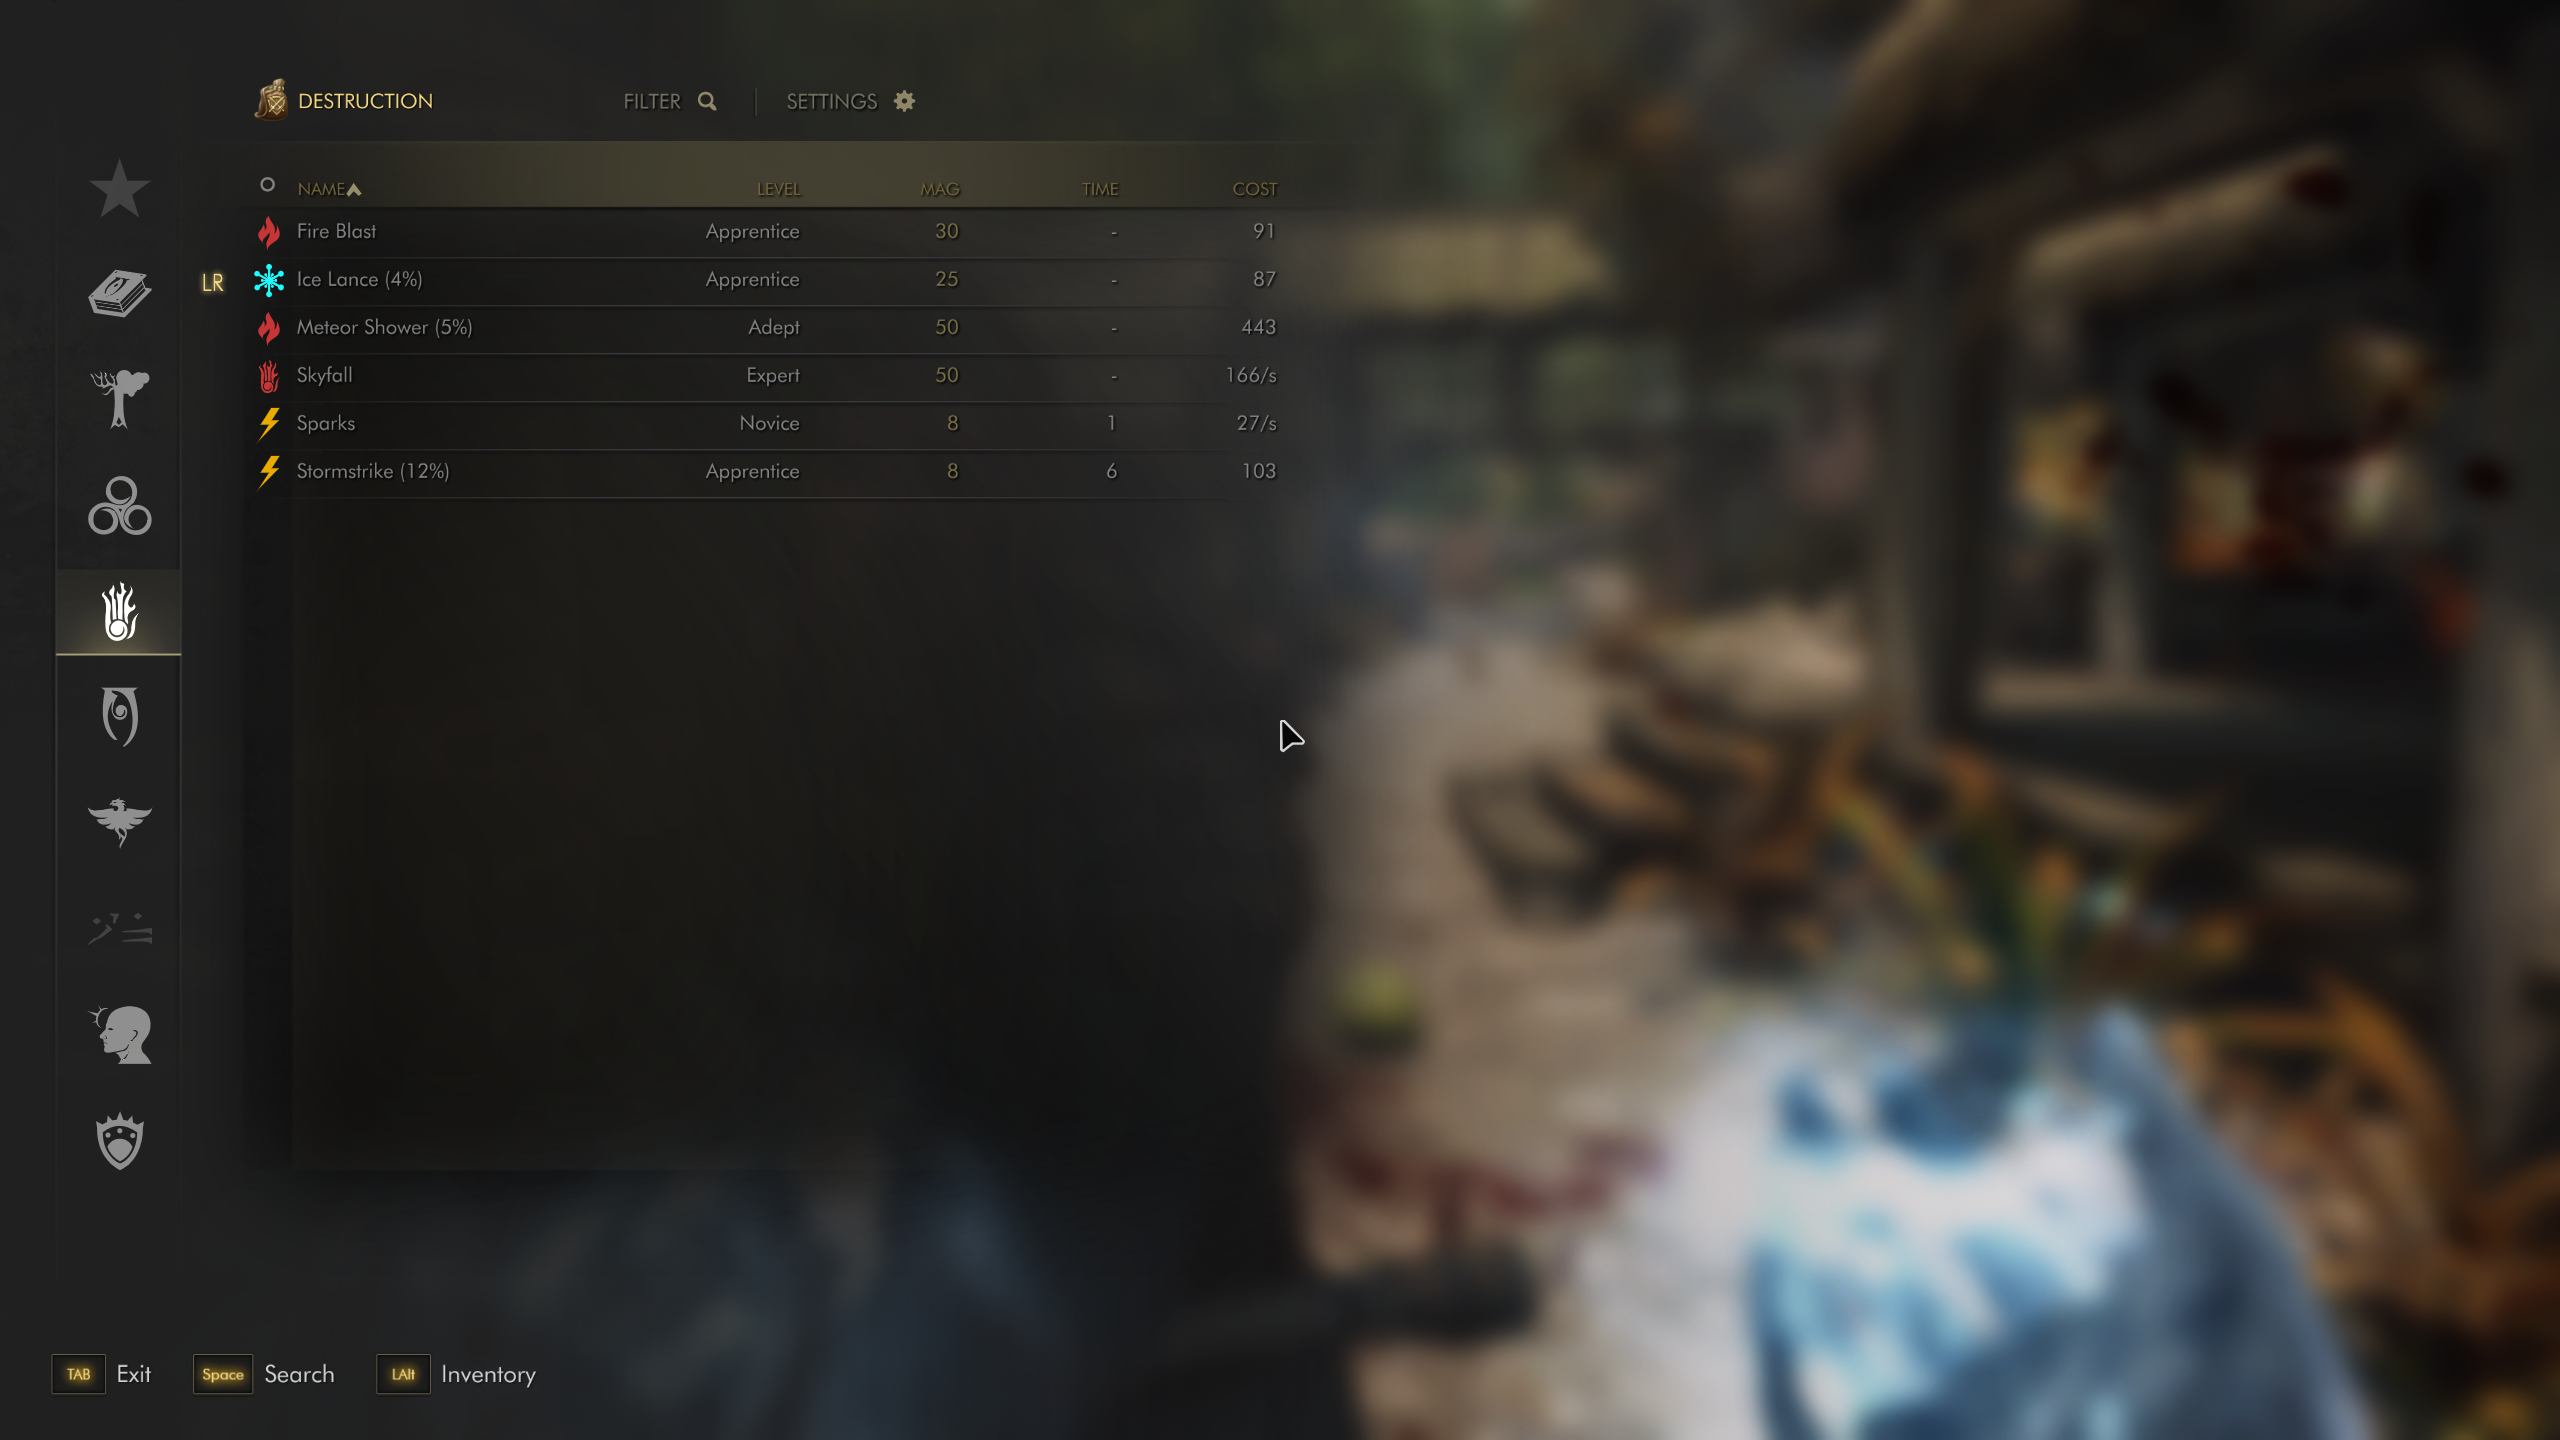 DESTRUCTION FILTER SETTINGS
NAME LEVEL MAG TIME COST
Fire Blast Apprentice 30 - 91
LR Ice Lance (4%) Apprentice 25 - 87
Meteor Shower (5%) Adept 50 - 443
Skyfall Expert 50 - 166/s
Sparks Novice 8 1 27/s
Stormstrike (12%) Apprentice 8 6 103
TAB Exit Space Search LAlt Inventory